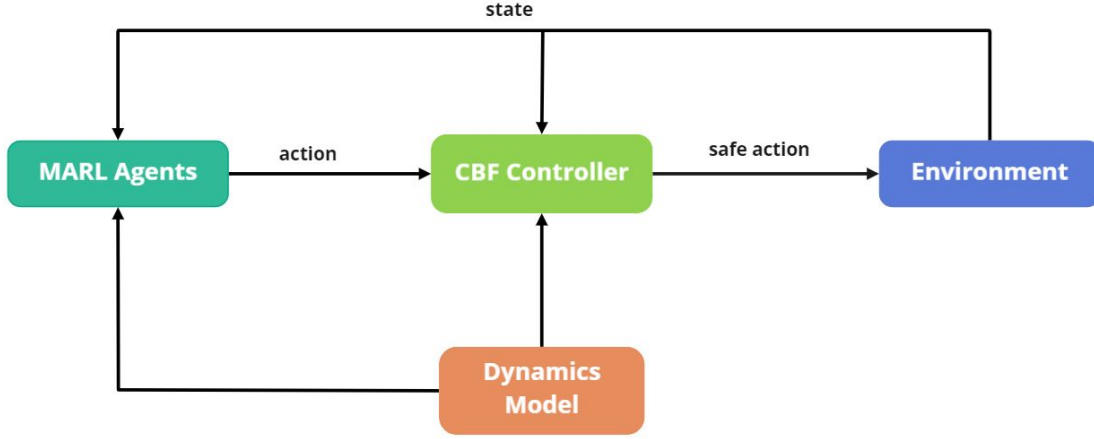 state
MARL Agents
action
CBF Controller
safe action
Environment
Dynamics
Model